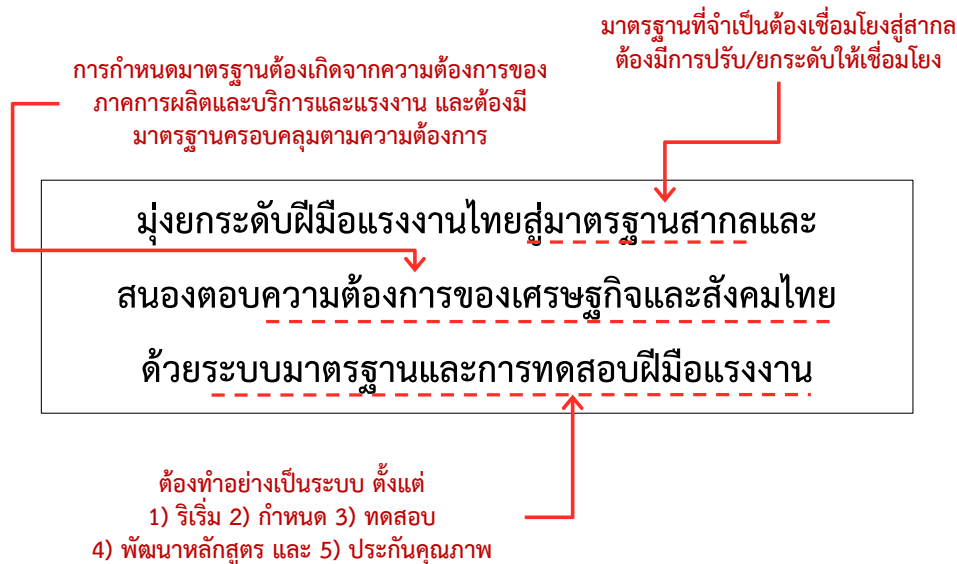 มาตรฐานที่จำเป็นต้องเชื่อมโยงสู่สากล
ต้องมีการปรับ/ยกระดับให้เชื่อมโยง
การกำหนดมาตรฐานต้องเกิดจากความต้องการของ
ภาคการผลิตและบริการและแรงงาน และต้องมี
มาตรฐานครอบคลุมตามความต้องการ
มุ่งยกระดับฝีมือแรงงานไทยสู่มาตรฐานสากลและ
สนองตอบความต้องการของเศรษฐกิจและสังคมไทย
ด้วยระบบมาตรฐานและการทดสอบฝีมือแรงงาน
ต้องทำอย่างเป็นระบบ ตั้งแต่
1) ริเริ่ม 2) กำหนด 3) ทดสอบ
4) พัฒนาหลักสูตร และ 5) ประกันคุณภาพ